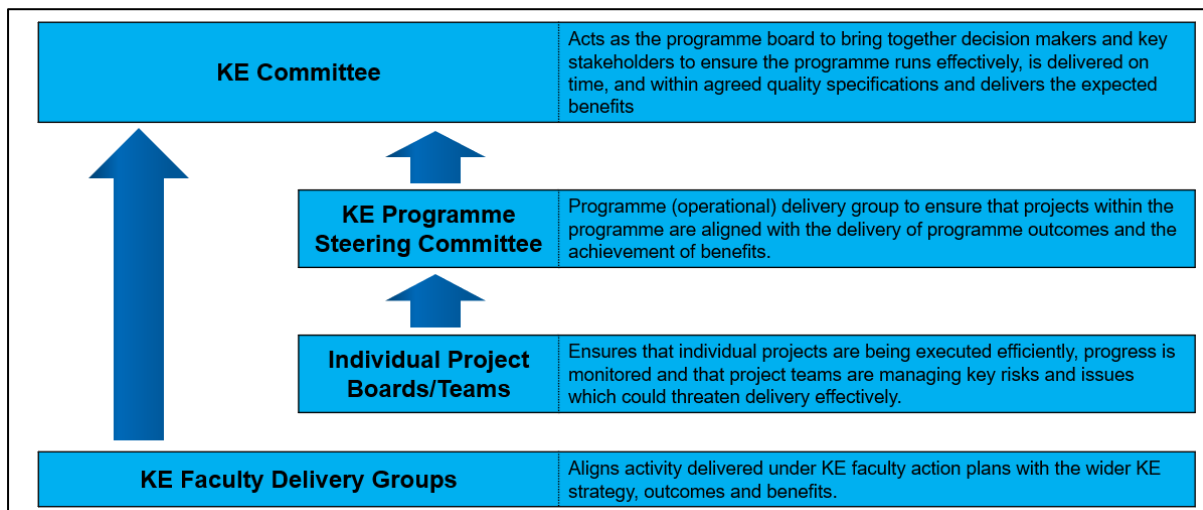 KE Committee
Acts as the programme board to bring together decision makers and key
stakeholders to ensure the programme runs effectively, is delivered on
time, and within agreed quality specifications and delivers the expected
benefits
KE Programme
Steering Committee
Programme (operational) delivery group to ensure that projects within the
programme are aligned with the delivery of programme outcomes and the
achievement of benefits.
Individual Project
Boards/Teams
Ensures that individual projects are being executed efficiently, progress is
monitored and that project teams are managing key risks and issues
which could threaten delivery effectively.
KE Faculty Delivery Groups
Aligns activity delivered under KE faculty action plans with the wider KE
strategy, outcomes and benefits.